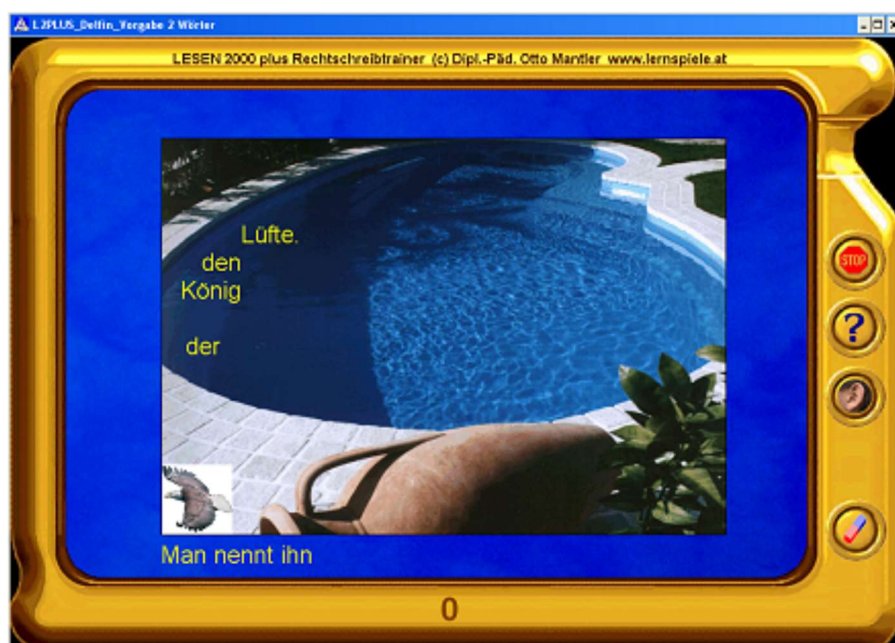 L2PLUS_Delfin_Vorgabe 2 Wörter
LESEN 2000 plus Rechtschreibtrainer (c) Dipl.-Päd. Otto Mantler www.lernspiele.at
Lüfte.
den
König
der
STOP
?
Man nennt ihn
0